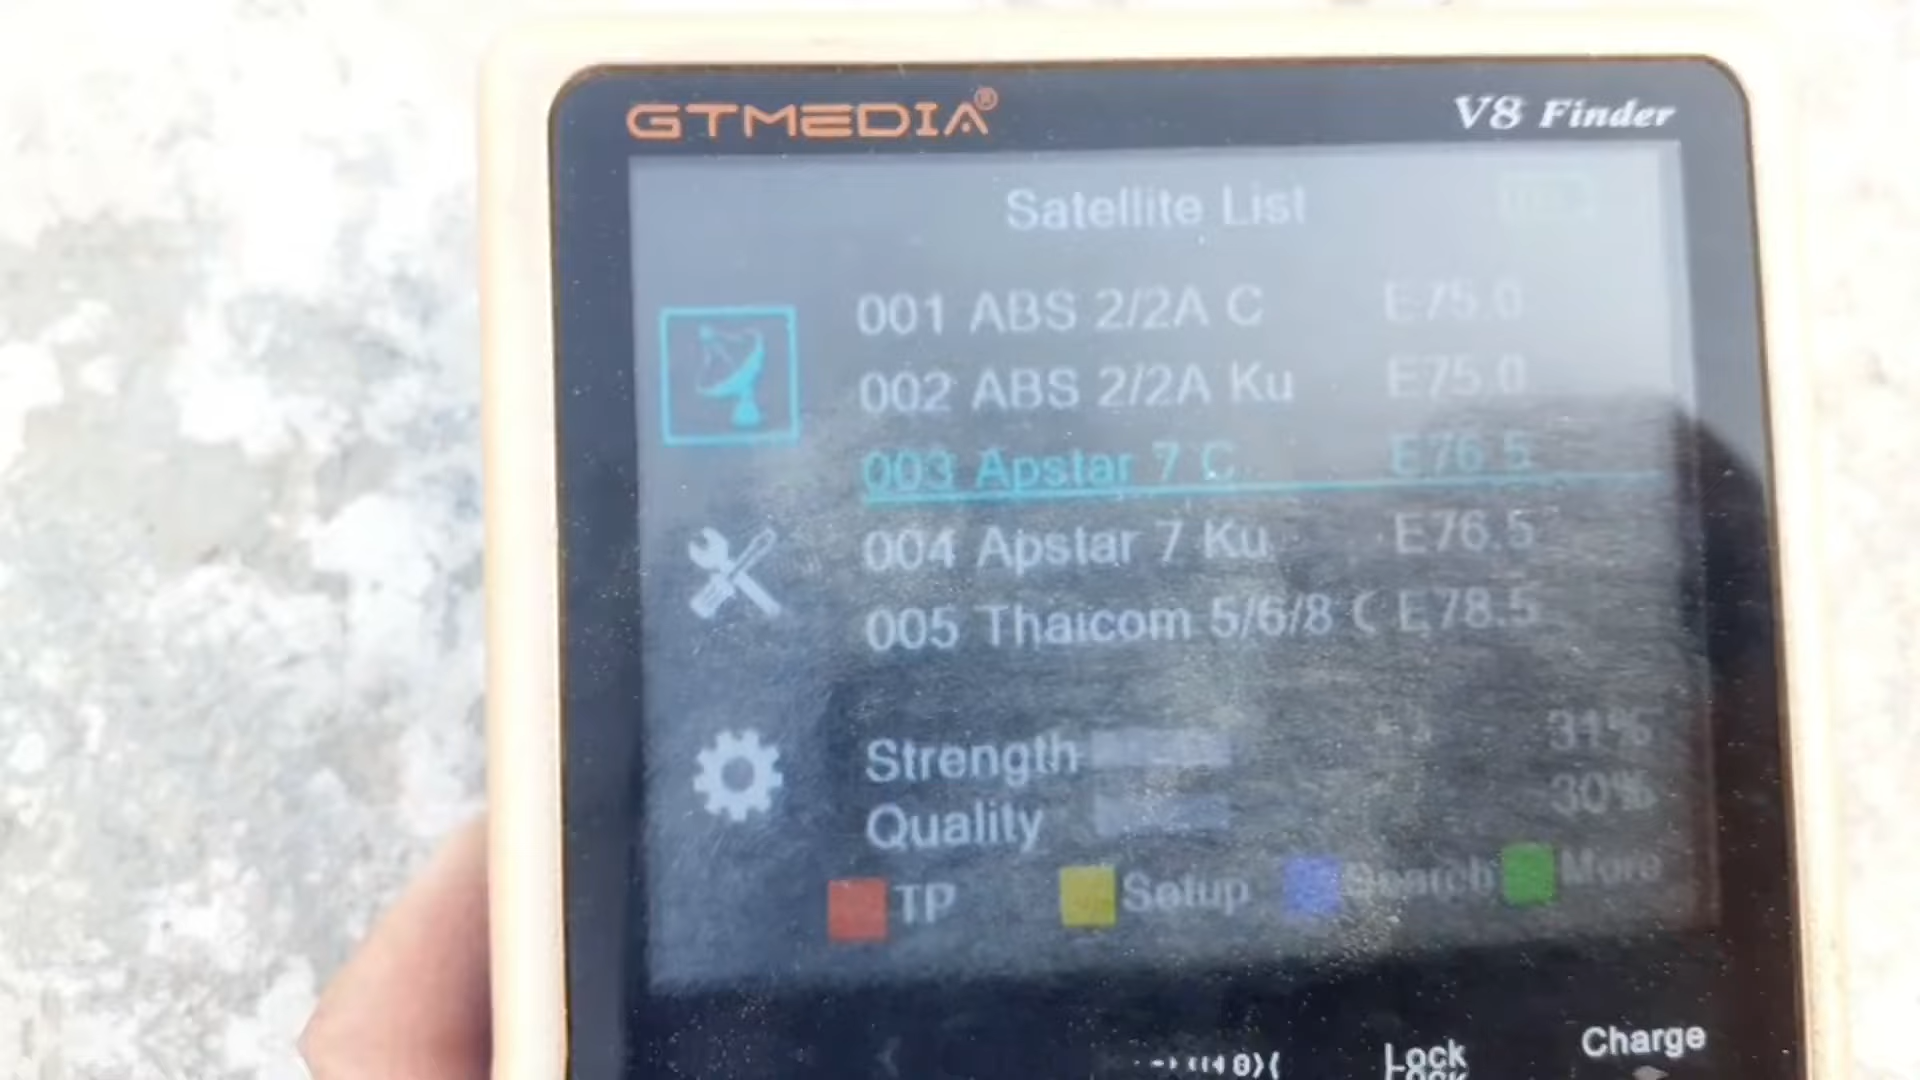 GTMEDIA®
V8 Finder
Satellite List
001 ABS 2/2A C E75.0
002 ABS 2/2A Ku E75.0
003 Apstar 7 C E76.5
004 Apstar 7 Ku E76.5
005 Thaicom 5/6/8 C E78.5
Strength 31%
Quality 30%
TP Setup Search More
Lock Charge